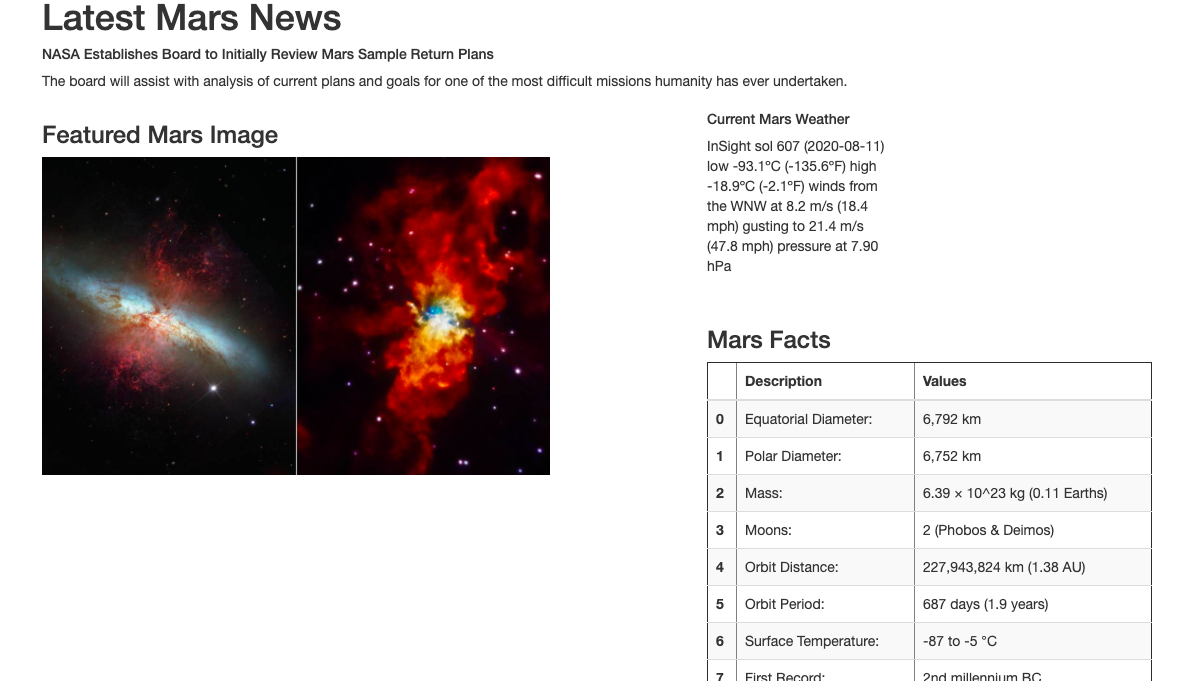 Latest Mars News
NASA Establishes Board to Initially Review Mars Sample Return Plans
The board will assist with analysis of current plans and goals for one of the most difficult missions humanity has ever undertaken.
Featured Mars Image
Current Mars Weather
InSight sol 607 (2020-08-11)
low -93.1ºC (-135.6ºF) high
-18.9ºC (-2.1ºF) winds from
the WNW at 8.2 m/s (18.4
mph) gusting to 21.4 m/s
(47.8 mph) pressure at 7.90
hPa
Mars Facts
Description Values
0 Equatorial Diameter: 6,792 km
1 Polar Diameter: 6,752 km
2 Mass: 6.39 × 10^23 kg (0.11 Earths)
3 Moons: 2 (Phobos & Deimos)
4 Orbit Distance: 227,943,824 km (1.38 AU)
5 Orbit Period: 687 days (1.9 years)
6 Surface Temperature: -87 to -5 °C
7 First Record: 2nd millennium BC